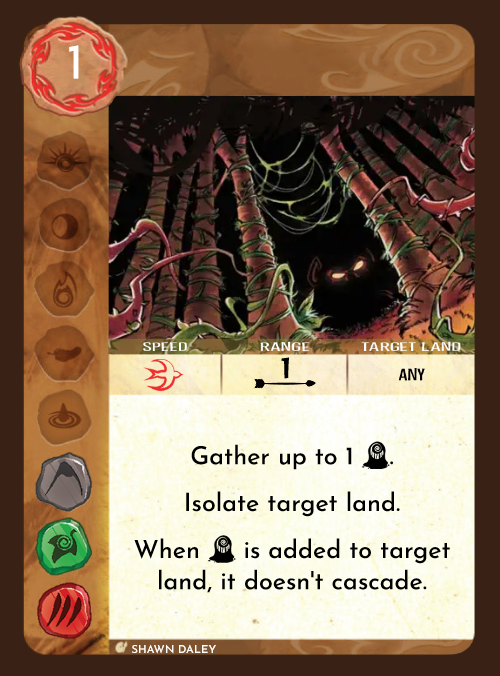 1
SPEED RANGE TARGET LAND
1 ANY
Gather up to 1 .
Isolate target land.
When is added to target
land, it doesn't cascade.
SHAWN DALEY